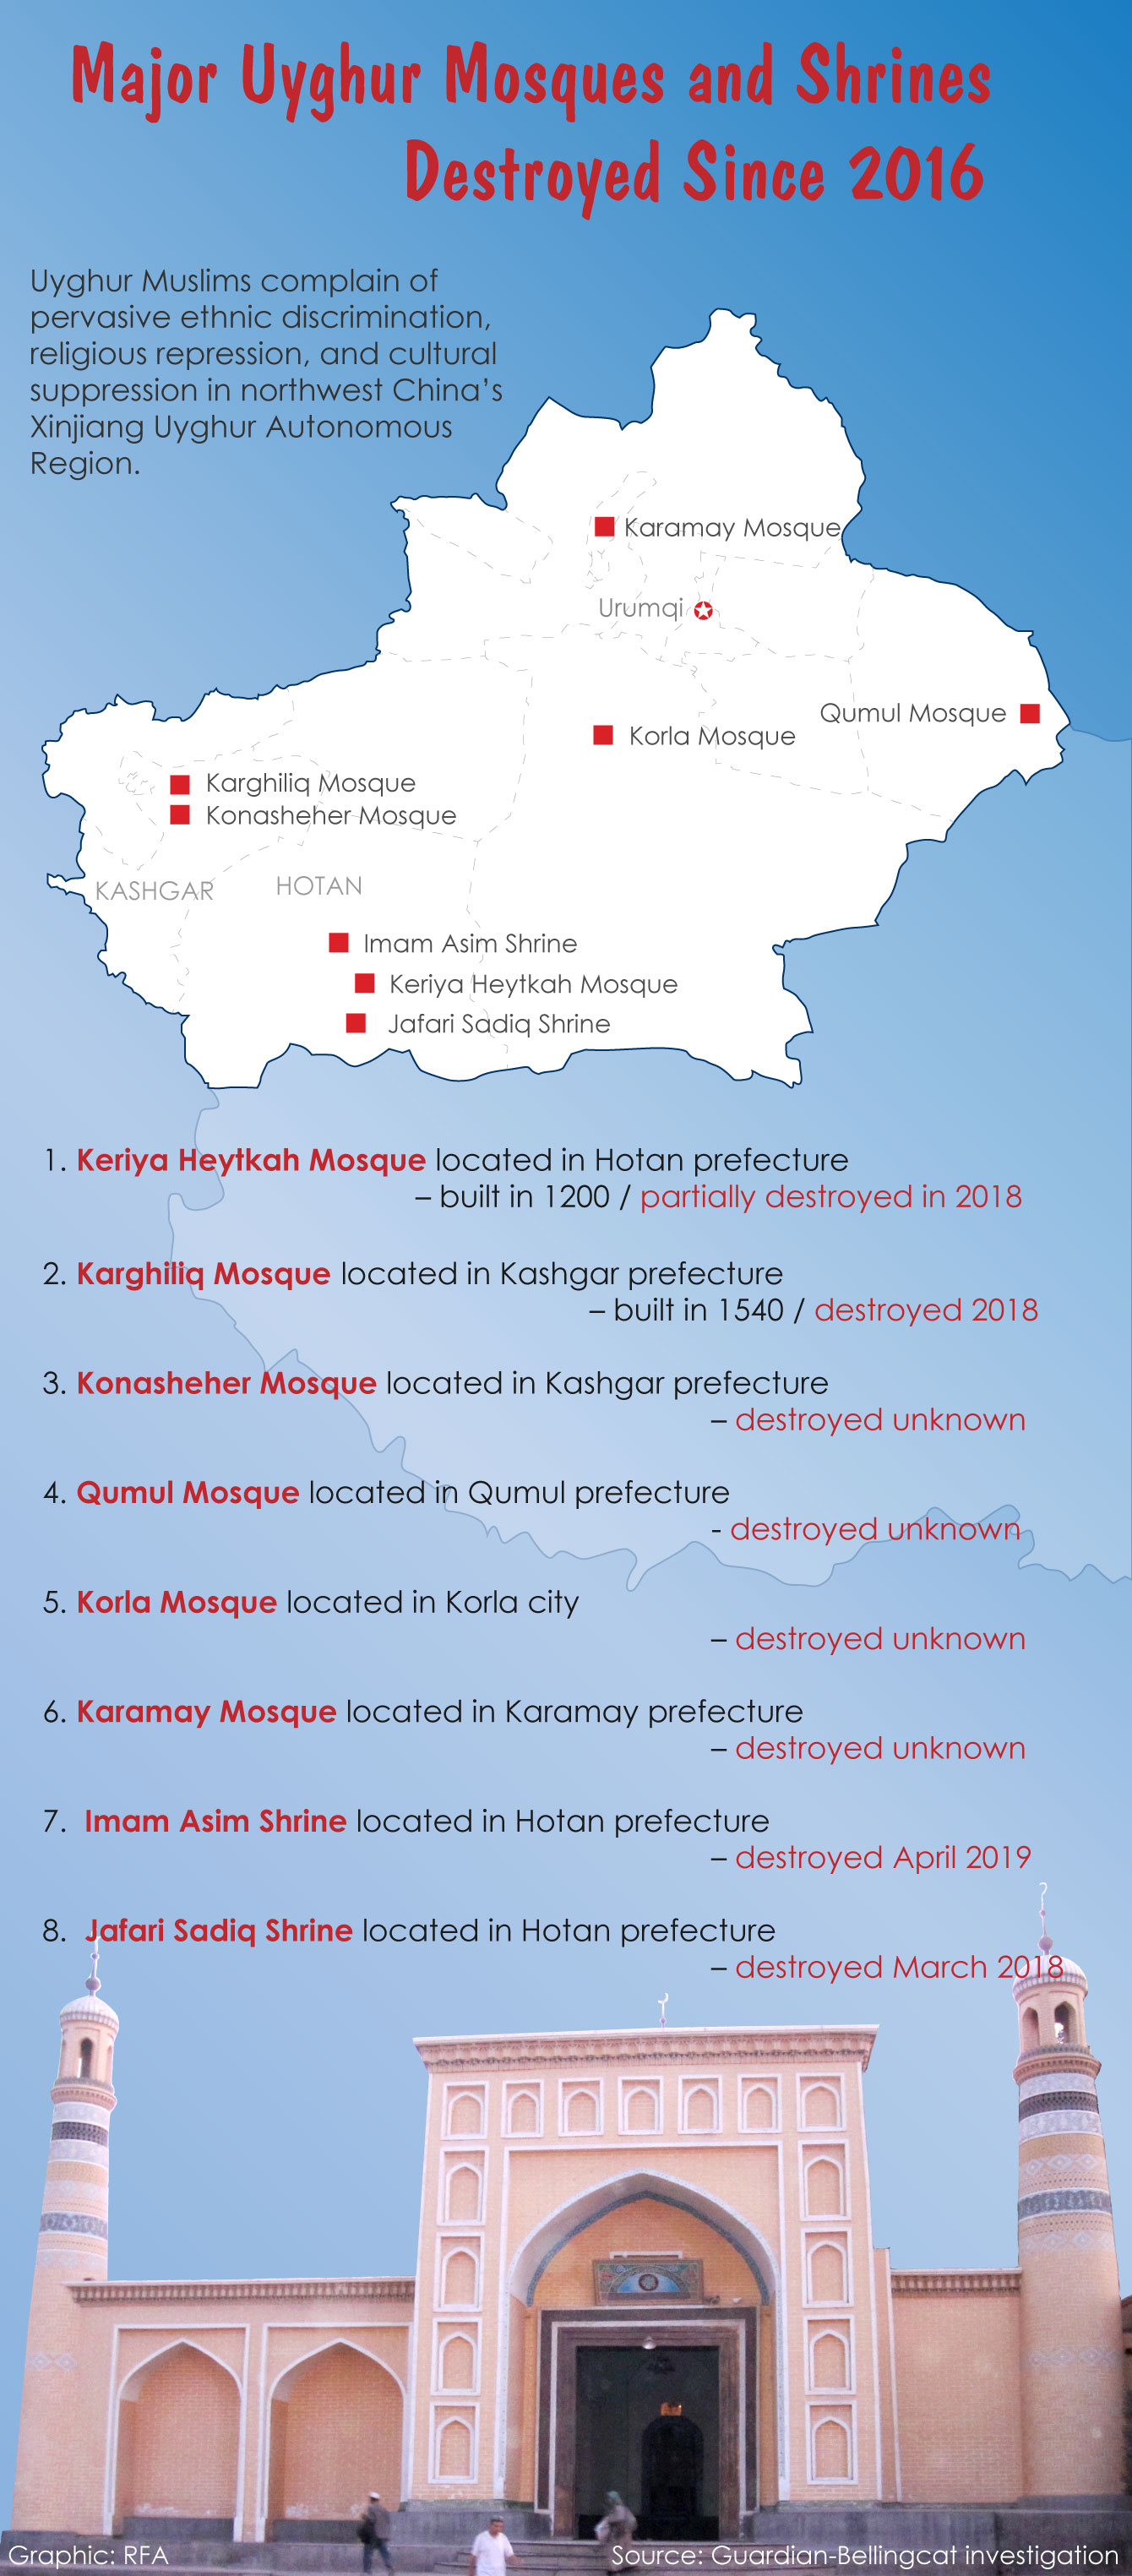 Major Uyghur Mosques and Shrines
Destroyed Since 2016
Uyghur Muslims complain of
pervasive ethnic discrimination,
religious repression, and cultural
suppression in northwest China’s
Xinjiang Uyghur Autonomous
Region.
Karamay Mosque
Urumqi
Qumul Mosque
Korla Mosque
Karghiliq Mosque
Konasheher Mosque
KASHGAR
HOTAN
Imam Asim Shrine
Keriya Heytkah Mosque
Jafari Sadiq Shrine
1. Keriya Heytkah Mosque located in Hotan prefecture
– built in 1200 / partially destroyed in 2018
2. Karghiliq Mosque located in Kashgar prefecture
– built in 1540 / destroyed 2018
3. Konasheher Mosque located in Kashgar prefecture
– destroyed unknown
4. Qumul Mosque located in Qumul prefecture
- destroyed unknown
5. Korla Mosque located in Korla city
– destroyed unknown
6. Karamay Mosque located in Karamay prefecture
– destroyed unknown
7. Imam Asim Shrine located in Hotan prefecture
– destroyed April 2019
8. Jafari Sadiq Shrine located in Hotan prefecture
– destroyed March 2018
Graphic: RFA
Source: Guardian-Bellingcat investigation